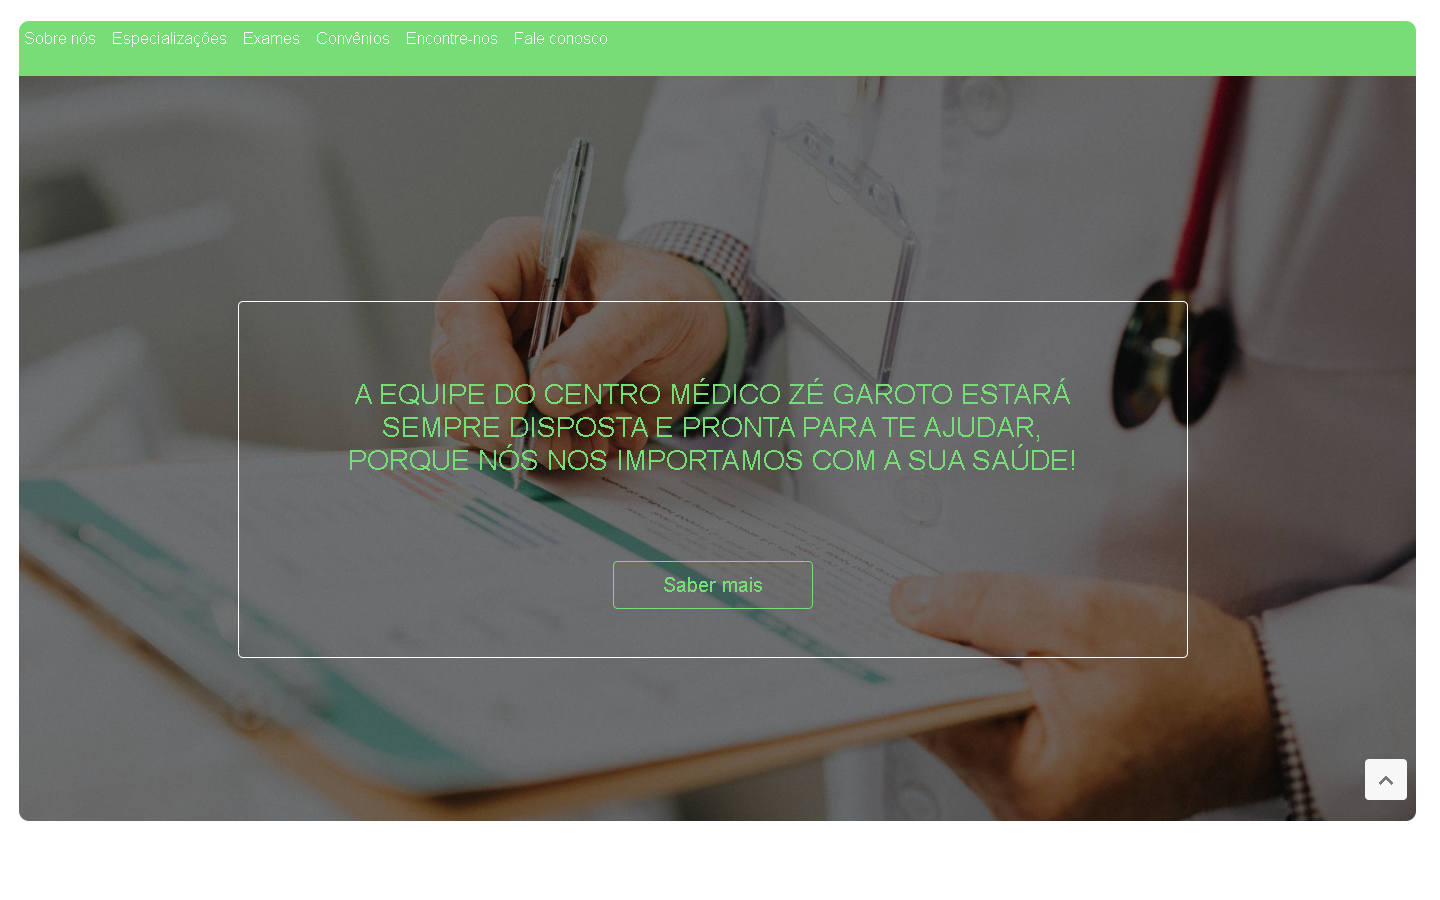 Sobre nós Especializações Exames Convênios Encontre-nos Fale conosco
A EQUIPE DO CENTRO MÉDICO ZÉ GAROTO ESTARÁ
SEMPRE DISPOSTA E PRONTA PARA TE AJUDAR,
PORQUE NÓS NOS IMPORTAMOS COM A SUA SAÚDE!
Saber mais